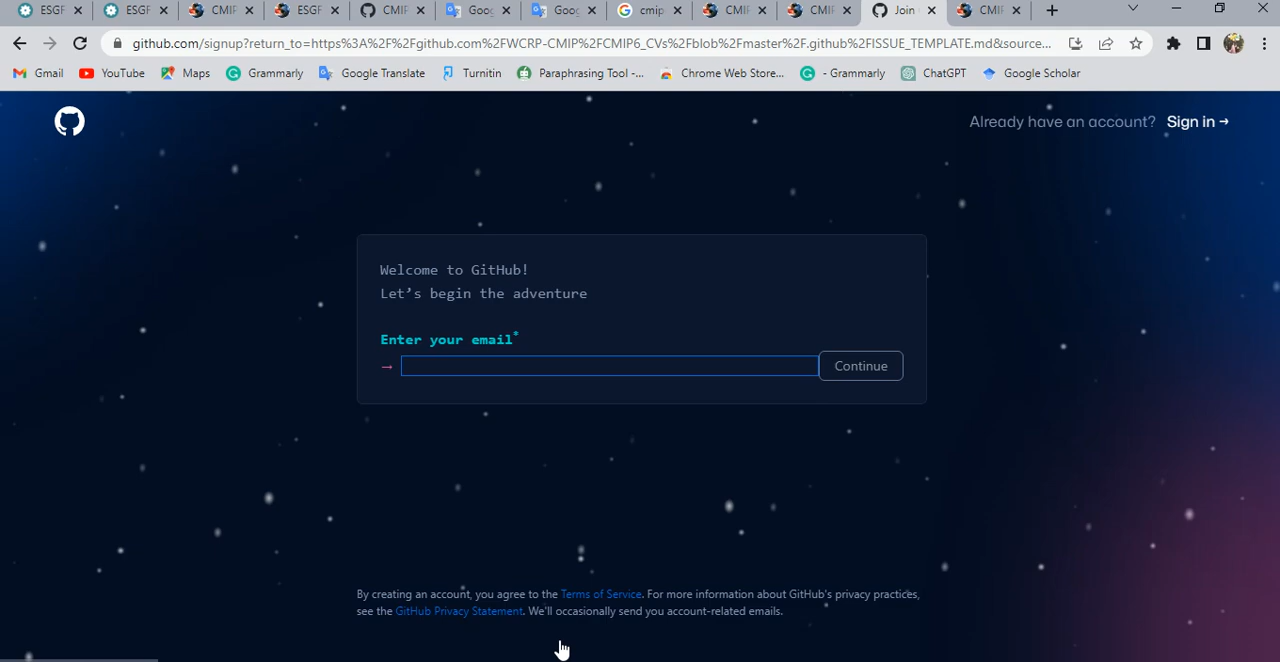 ESGF
ESGF
CMIP
ESGF
CMIP
Goog
Goog
cmip
CMIP
CMIP
Join
CMIP
github.com/signup?return_to=https%3A%2F%2Fgithub.com%2FWCRP-CMIP%2FCMIP6_CVs%2Fblob%2Fmaster%2F.github%2FISSUE_TEMPLATE.md&source...
Gmail
YouTube
Maps
Grammarly
Google Translate
Turnitin
Paraphrasing Tool -...
Chrome Web Store...
- Grammarly
ChatGPT
Google Scholar
Already have an account? Sign in →
Welcome to GitHub!
Let's begin the adventure
Enter your email*
→
Continue
By creating an account, you agree to the Terms of Service. For more information about GitHub's privacy practices,
see the GitHub Privacy Statement. We'll occasionally send you account-related emails.